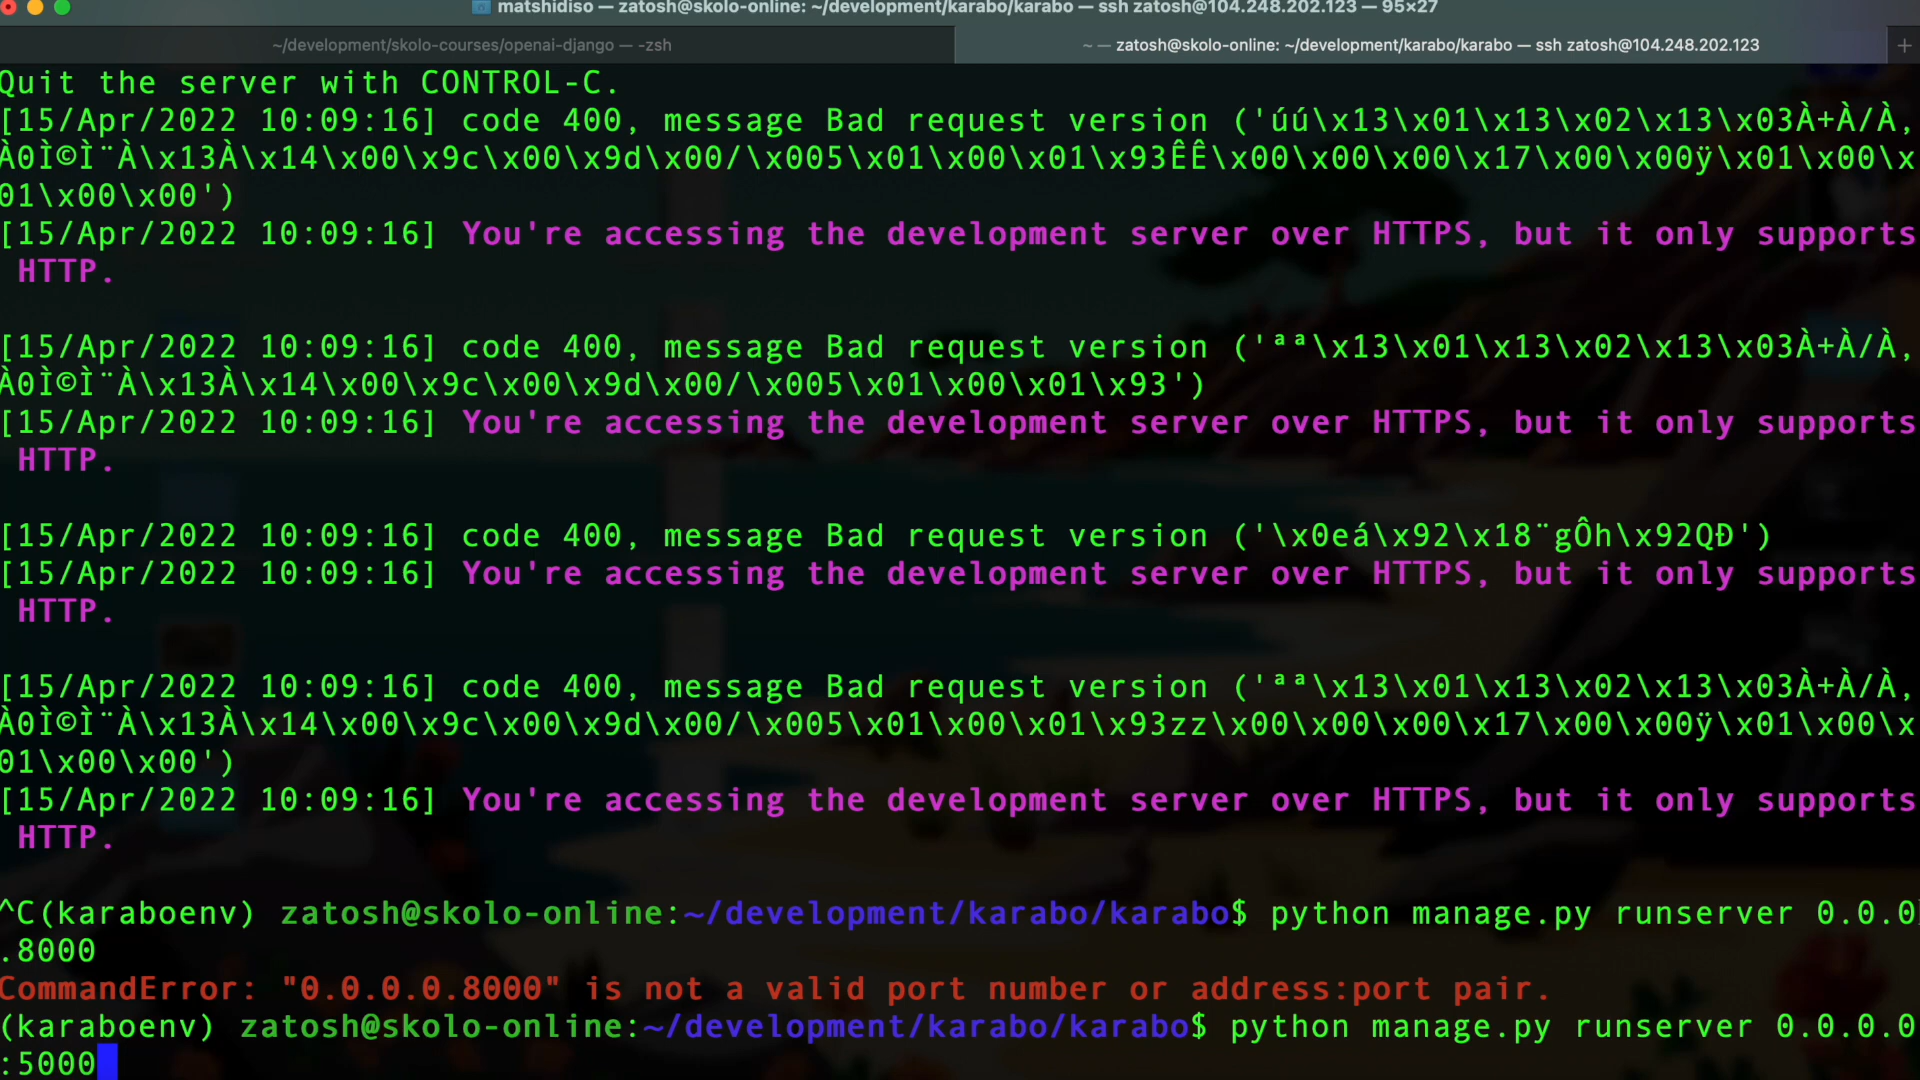 matshidiso — zatosh@skolo-online: ~/development/karabo/karabo — ssh zatosh@104.248.202.123 — 95×27
~/development/skolo-courses/openai-django — -zsh
~ — zatosh@skolo-online: ~/development/karabo/karabo — ssh zatosh@104.248.202.123
Quit the server with CONTROL-C.
[15/Apr/2022 10:09:16] code 400, message Bad request version ('úú\x13\x01\x13\x02\x13\x03À+À/À,
À0Ì©Ì¨À\x13À\x14\x00\x9c\x00\x9d\x00/\x005\x01\x00\x01\x93ÊÊ\x00\x00\x00\x17\x00\x00ÿ\x01\x00\x
01\x00\x00')
[15/Apr/2022 10:09:16] You're accessing the development server over HTTPS, but it only supports
HTTP.
[15/Apr/2022 10:09:16] code 400, message Bad request version ('ªª\x13\x01\x13\x02\x13\x03À+À/À,
À0Ì©Ì¨À\x13À\x14\x00\x9c\x00\x9d\x00/\x005\x01\x00\x01\x93')
[15/Apr/2022 10:09:16] You're accessing the development server over HTTPS, but it only supports
HTTP.
[15/Apr/2022 10:09:16] code 400, message Bad request version ('\x0eá\x92\x18¨gÔh\x92QÐ')
[15/Apr/2022 10:09:16] You're accessing the development server over HTTPS, but it only supports
HTTP.
[15/Apr/2022 10:09:16] code 400, message Bad request version ('ªª\x13\x01\x13\x02\x13\x03À+À/À,
À0Ì©Ì¨À\x13À\x14\x00\x9c\x00\x9d\x00/\x005\x01\x00\x01\x93zz\x00\x00\x00\x17\x00\x00ÿ\x01\x00\x
01\x00\x00')
[15/Apr/2022 10:09:16] You're accessing the development server over HTTPS, but it only supports
HTTP.
^C(karaboenv) zatosh@skolo-online:~/development/karabo/karabo$ python manage.py runserver 0.0.0
.8000
CommandError: "0.0.0.0.8000" is not a valid port number or address:port pair.
(karaboenv) zatosh@skolo-online:~/development/karabo/karabo$ python manage.py runserver 0.0.0.0
:5000